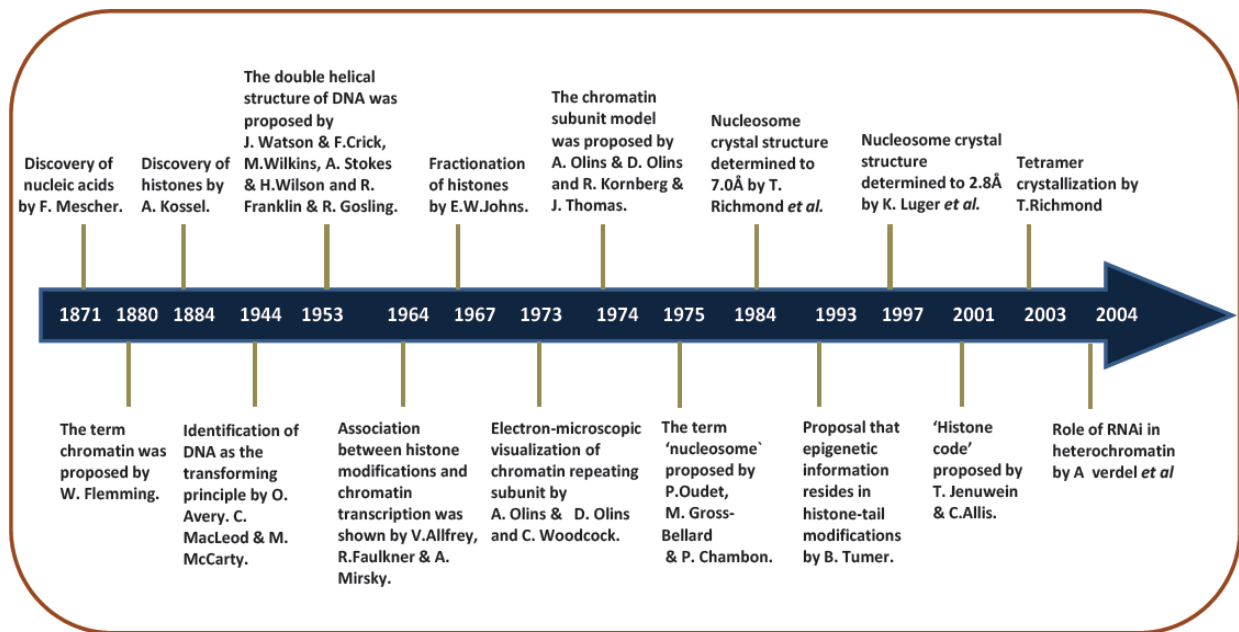 Discovery of
nucleic acids
by F. Mescher.
Discovery of
histones by
A. Kossel.
The double helical
structure of DNA was
proposed by
J. Watson & F.Crick,
M.Wilkins, A. Stokes
& H.Wilson and R.
Franklin & R. Gosling.
Fractionation
of histones
by E.W.Johns.
The chromatin
subunit model
was proposed by
A. Olins & D. Olins
and R. Kornberg &
J. Thomas.
Nucleosome
crystal structure
determined to
7.0Å by T.
Richmond et al.
Nucleosome crystal
structure
determined to 2.8Å
by K. Luger et al.
Tetramer
crystallization by
T.Richmond
1871 1880 1884 1944 1953 1964 1967 1973 1974 1975 1984 1993 1997 2001 2003 2004
The term
chromatin was
proposed by
W. Flemming.
Identification of
DNA as the
transforming
principle by O.
Avery. C.
MacLeod & M.
McCarty.
Association
between histone
modifications and
chromatin
transcription was
shown by V.Allfrey,
R.Faulkner & A.
Mirsky.
Electron-microscopic
visualization of
chromatin repeating
subunit by
A. Olins & D. Olins
and C. Woodcock.
The term
‘nucleosome`
proposed by
P.Oudet,
M. Gross-
Bellard
& P. Chambon.
Proposal that
epigenetic
information
resides in
histone-tail
modifications
by B. Tumer.
‘Histone
code’
proposed by
T. Jenuwein
& C.Allis.
Role of RNAi in
heterochromatin
by A verdel et al